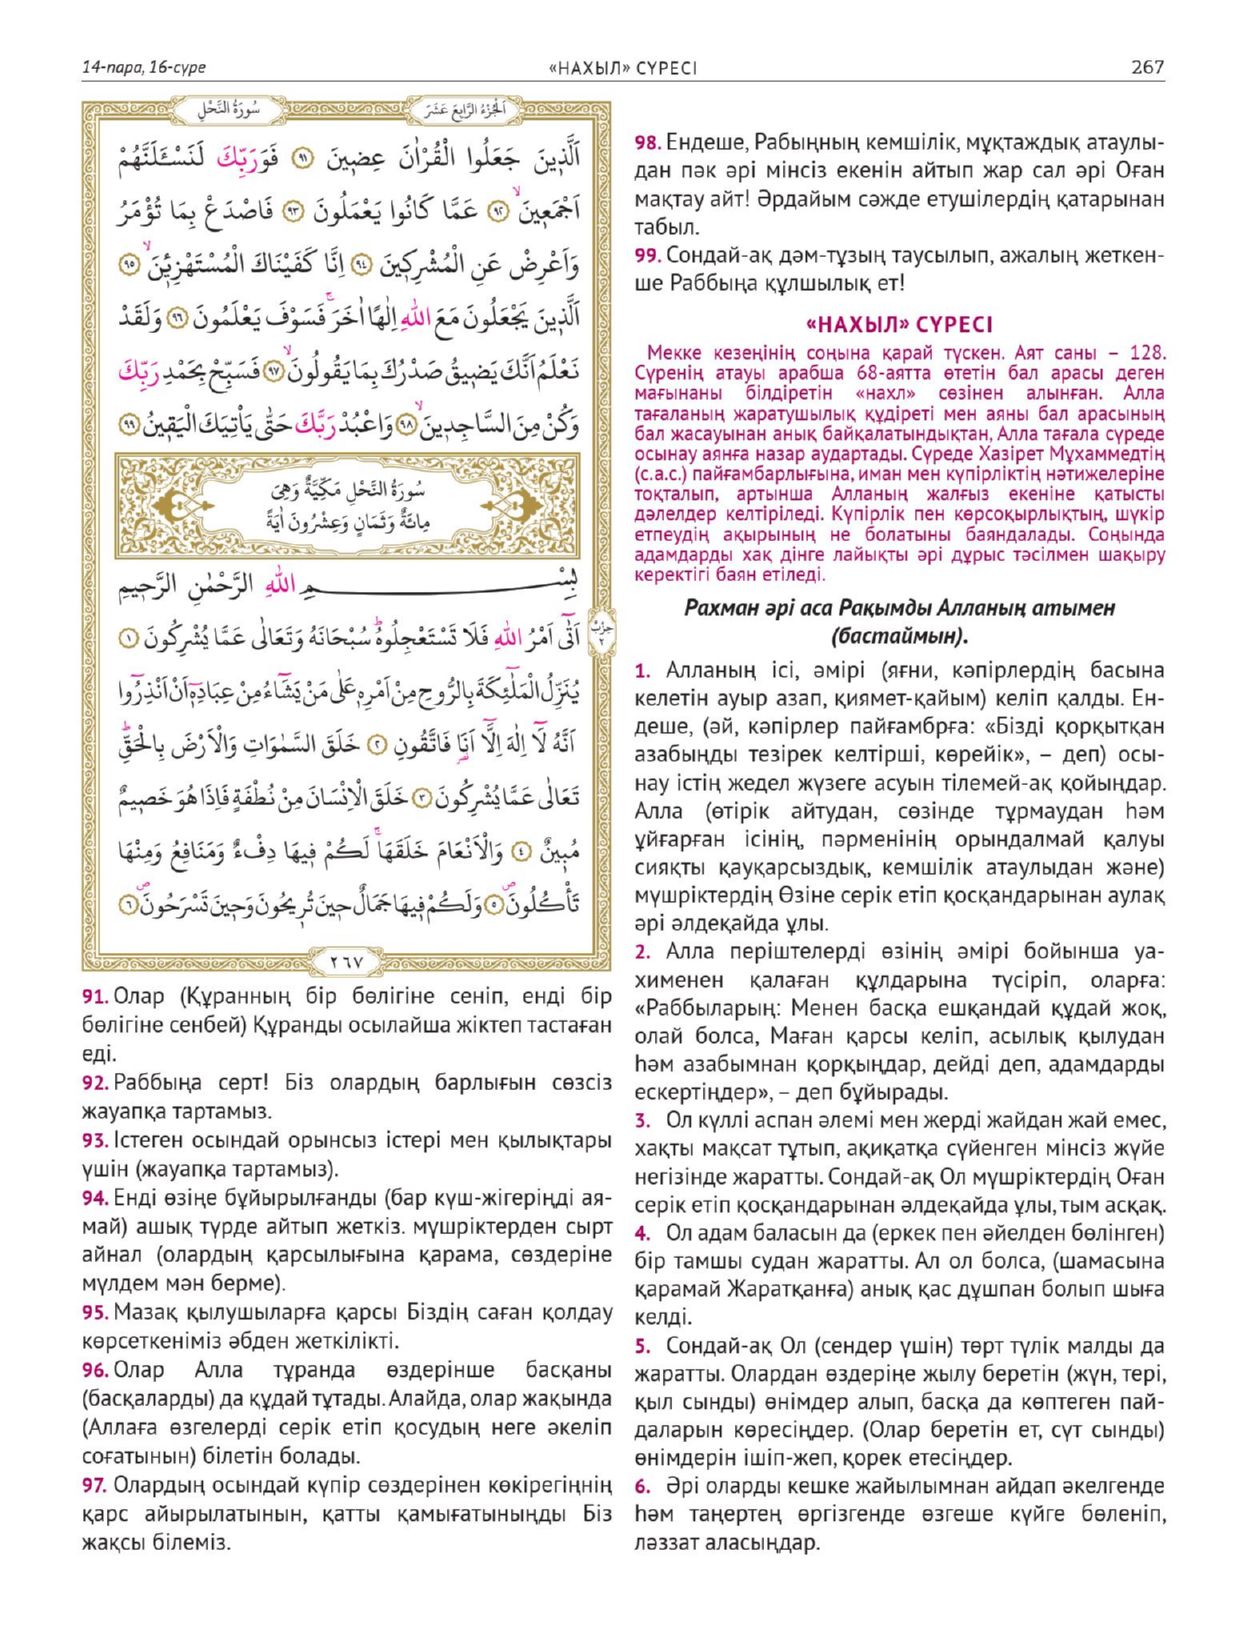 14-пара, 16-сүре
«НАХЫЛ» СҮРЕСІ
267
سُورَةُ النَّحْلِ
اَلْجُزْءُ الرَّابِعَ عَشَرَ
اَلَّذ۪ينَ جَعَلُوا الْقُرْاٰنَ عِض۪ينَ ﴿٩١﴾ فَوَرَبِّكَ لَنَسْـَٔلَنَّهُمْ
اَجْمَع۪ينَۙ ﴿٩٢﴾ عَمَّا كَانُوا يَعْمَلُونَ ﴿٩٣﴾ فَاصْدَعْ بِمَا تُؤْمَرُ
وَاَعْرِضْ عَنِ الْمُشْرِك۪ينَ ﴿٩٤﴾ اِنَّا كَفَيْنَاكَ الْمُسْتَهْزِء۪ينَۙ ﴿٩٥﴾
اَلَّذ۪ينَ يَجْعَلُونَ مَعَ اللّٰهِ اِلٰهًا اٰخَرَۚ فَسَوْفَ يَعْلَمُونَ ﴿٩٦﴾ وَلَقَدْ
نَعْلَمُ اَنَّكَ يَض۪يقُ صَدْرُكَ بِمَا يَقُولُونَۙ ﴿٩٧﴾ فَسَبِّحْ بِحَمْدِ رَبِّكَ
وَكُنْ مِنَ السَّاجِد۪ينَۙ ﴿٩٨﴾ وَاعْبُدْ رَبَّكَ حَتّٰى يَأْتِيَكَ الْيَق۪ينُ ﴿٩٩﴾
سُورَةُ النَّحْلِ مَكِّيَّةٌ وَهِىَ
مِائَةٌ وَثَمَانٍ وَعِشْرُونَ اٰيَةً
بِسْمِ اللّٰهِ الرَّحْمٰنِ الرَّح۪يمِ
اَتٰٓى اَمْرُ اللّٰهِ فَلَا تَسْتَعْجِلُوهُۜ سُبْحَانَهُ وَتَعَالٰى عَمَّا يُشْرِكُونَ ﴿١﴾
حِزْبْ
٢
يُنَزِّلُ الْمَلٰٓئِكَةَ بِالرُّوحِ مِنْ اَمْرِه۪ عَلٰى مَنْ يَشَٓاءُ مِنْ عِبَادِه۪ٓ اَنْ اَنْذِرُٓوا
اَنَّهُ لَٓا اِلٰهَ اِلَّٓا اَنَا۬ فَاتَّقُونِ ﴿٢﴾ خَلَقَ السَّمٰوَاتِ وَالْاَرْضَ بِالْحَقِّۜ
تَعَالٰى عَمَّا يُشْرِكُونَ ﴿٣﴾ خَلَقَ الْاِنْسَانَ مِنْ نُطْفَةٍ فَاِذَا هُوَ خَص۪يمٌ
مُب۪ينٌ ﴿٤﴾ وَالْاَنْعَامَ خَلَقَهَاۚ لَكُمْ ف۪يهَا دِفْءٌ وَمَنَافِعُ وَمِنْهَا
تَأْكُلُونَۖ ﴿٥﴾ وَلَكُمْ ف۪يهَا جَمَالٌ ح۪ينَ تُر۪يحُونَ وَح۪ينَ تَسْرَحُونَۖ ﴿٦﴾
٢٦٧
91. Олар (Құранның бір бөлігіне сеніп, енді бір
бөлігіне сенбей) Құранды осылайша жіктеп тастаған
еді.
92. Раббыңа серт! Біз олардың барлығын сөзсіз
жауапқа тартамыз.
93. Істеген осындай орынсыз істері мен қылықтары
үшін (жауапқа тартамыз).
94. Енді өзіңе бұйырылғанды (бар күш-жігеріңді ая-
май) ашық түрде айтып жеткіз. мүшріктерден сырт
айнал (олардың қарсылығына қарама, сөздеріне
мүлдем мән берме).
95. Мазақ қылушыларға қарсы Біздің саған қолдау
көрсеткеніміз әбден жеткілікті.
96. Олар Алла тұранда өздерінше басқаны
(басқаларды) да құдай тұтады. Алайда, олар жақында
(Аллаға өзгелерді серік етіп қосудың неге әкеліп
соғатынын) білетін болады.
97. Олардың осындай күпір сөздерінен көкірегіңнің
қарс айырылатынын, қатты қамығатыныңды Біз
жақсы білеміз.
98. Ендеше, Рабыңның кемшілік, мұқтаждық атаулы-
дан пәк әрі мінсіз екенін айтып жар сал әрі Оған
мақтау айт! Әрдайым сәжде етушілердің қатарынан
табыл.
99. Сондай-ақ дәм-тұзың таусылып, ажалың жеткен-
ше Раббыңа құлшылық ет!
«НАХЫЛ» СҮРЕСІ
Мекке кезеңінің соңына қарай түскен. Аят саны – 128.
Сүренің атауы арабша 68-аятта өтетін бал арасы деген
мағынаны білдіретін «нахл» сөзінен алынған. Алла
тағаланың жаратушылық құдіреті мен аяны бал арасының
бал жасауынан анық байқалатындықтан, Алла тағала сүреде
осынау аянға назар аудартады. Сүреде Хазірет Мұхаммедтің
(с.а.с.) пайғамбарлығына, иман мен күпірліктің нәтижелеріне
тоқталып, артынша Алланың жалғыз екеніне қатысты
дәлелдер келтіріледі. Күпірлік пен көрсоқырлықтың, шүкір
етпеудің ақырының не болатыны баяндалады. Соңында
адамдарды хақ дінге лайықты әрі дұрыс тәсілмен шақыру
керектігі баян етіледі.
Рахман әрі аса Рақымды Алланың атымен
(бастаймын).
1. Алланың ісі, әмірі (яғни, кәпірлердің басына
келетін ауыр азап, қиямет-қайым) келіп қалды. Ен-
деше, (әй, кәпірлер пайғамбрға: «Бізді қорқытқан
азабыңды тезірек келтірші, көрейік», – деп) осы-
нау істің жедел жүзеге асуын тілемей-ақ қойыңдар.
Алла (өтірік айтудан, сөзінде тұрмаудан һәм
ұйғарған ісінің, пәрменінің орындалмай қалуы
сияқты қауқарсыздық, кемшілік атаулыдан және)
мүшріктердің Өзіне серік етіп қосқандарынан аулақ
әрі әлдеқайда ұлы.
2. Алла періштелерді өзінің әмірі бойынша уа-
хименен қалаған құлдарына түсіріп, оларға:
«Раббыларың: Менен басқа ешқандай құдай жоқ,
олай болса, Маған қарсы келіп, асылық қылудан
һәм азабымнан қорқыңдар, дейді деп, адамдарды
ескертіңдер», – деп бұйырады.
3. Ол күллі аспан әлемі мен жерді жайдан жай емес,
хақты мақсат тұтып, ақиқатқа сүйенген мінсіз жүйе
негізінде жаратты. Сондай-ақ Ол мүшріктердің Оған
серік етіп қосқандарынан әлдеқайда ұлы, тым асқақ.
4. Ол адам баласын да (еркек пен әйелден бөлінген)
бір тамшы судан жаратты. Ал ол болса, (шамасына
қарамай Жаратқанға) анық қас дұшпан болып шыға
келді.
5. Сондай-ақ Ол (сендер үшін) төрт түлік малды да
жаратты. Олардан өздеріңе жылу беретін (жүн, тері,
қыл сынды) өнімдер алып, басқа да көптеген пай-
даларын көресіңдер. (Олар беретін ет, сүт сынды)
өнімдерін ішіп-жеп, қорек етесіңдер.
6. Әрі оларды кешке жайылымнан айдап әкелгенде
һәм таңертең өргізгенде өзгеше күйге бөленіп,
ләззат аласыңдар.